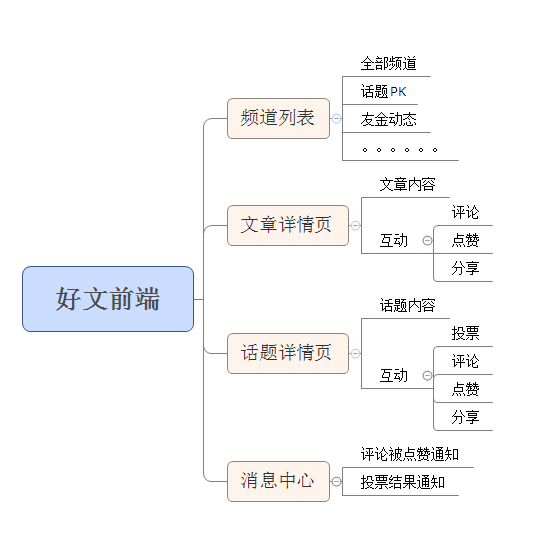 好文前端
频道列表
全部频道
话题PK
友金动态
。。。。。。
文章详情页
文章内容
互动
评论
点赞
分享
话题详情页
话题内容
互动
投票
评论
点赞
分享
消息中心
评论被点赞通知
投票结果通知